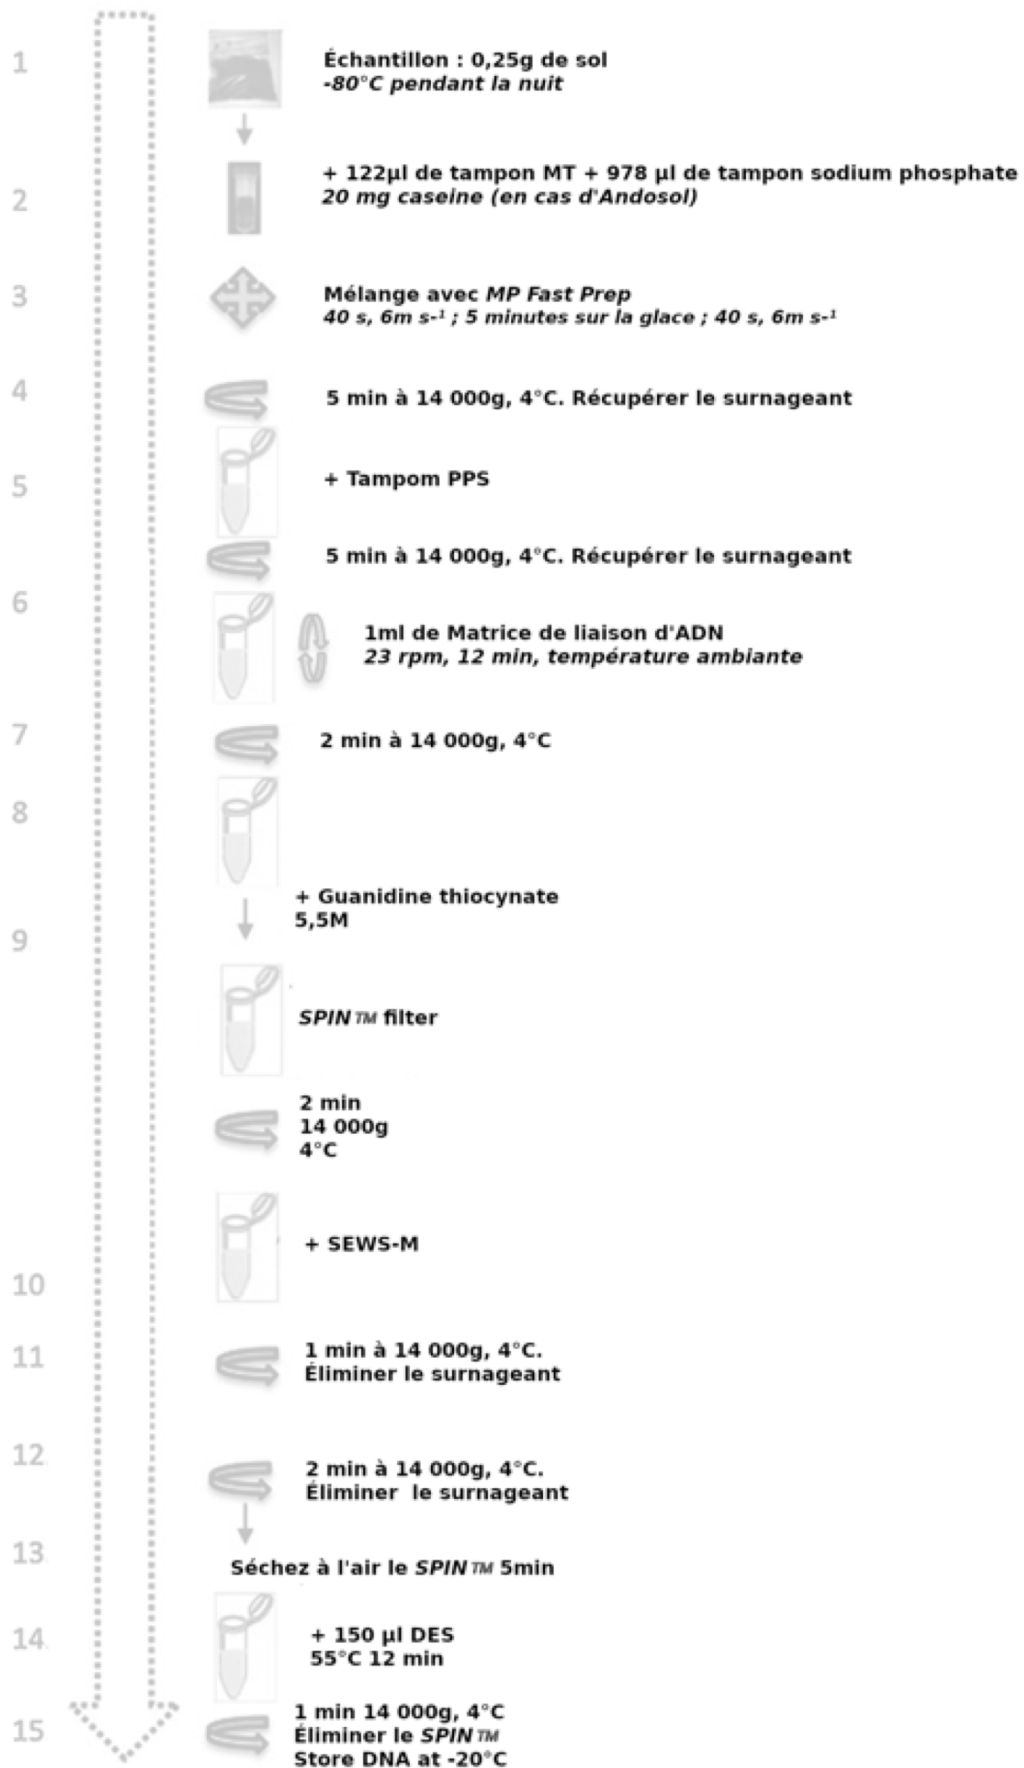 1
Échantillon : 0,25g de sol
-80°C pendant la nuit
2
+ 122µl de tampon MT + 978 µl de tampon sodium phosphate
20 mg caseine (en cas d'Andosol)
3
Mélange avec MP Fast Prep
40 s, 6m s-¹ ; 5 minutes sur la glace ; 40 s, 6m s-¹
4
5 min à 14 000g, 4°C. Récupérer le surnageant
5
+ Tampom PPS
5 min à 14 000g, 4°C. Récupérer le surnageant
6
1ml de Matrice de liaison d'ADN
23 rpm, 12 min, température ambiante
7
2 min à 14 000g, 4°C
8
+ Guanidine thiocynate
5,5M
9
SPIN™ filter
2 min
14 000g
4°C
+ SEWS-M
10
11
1 min à 14 000g, 4°C.
Éliminer le surnageant
12
2 min à 14 000g, 4°C.
Éliminer le surnageant
13
Séchez à l'air le SPIN™ 5min
14
+ 150 µl DES
55°C 12 min
15
1 min 14 000g, 4°C
Éliminer le SPIN™
Store DNA at -20°C